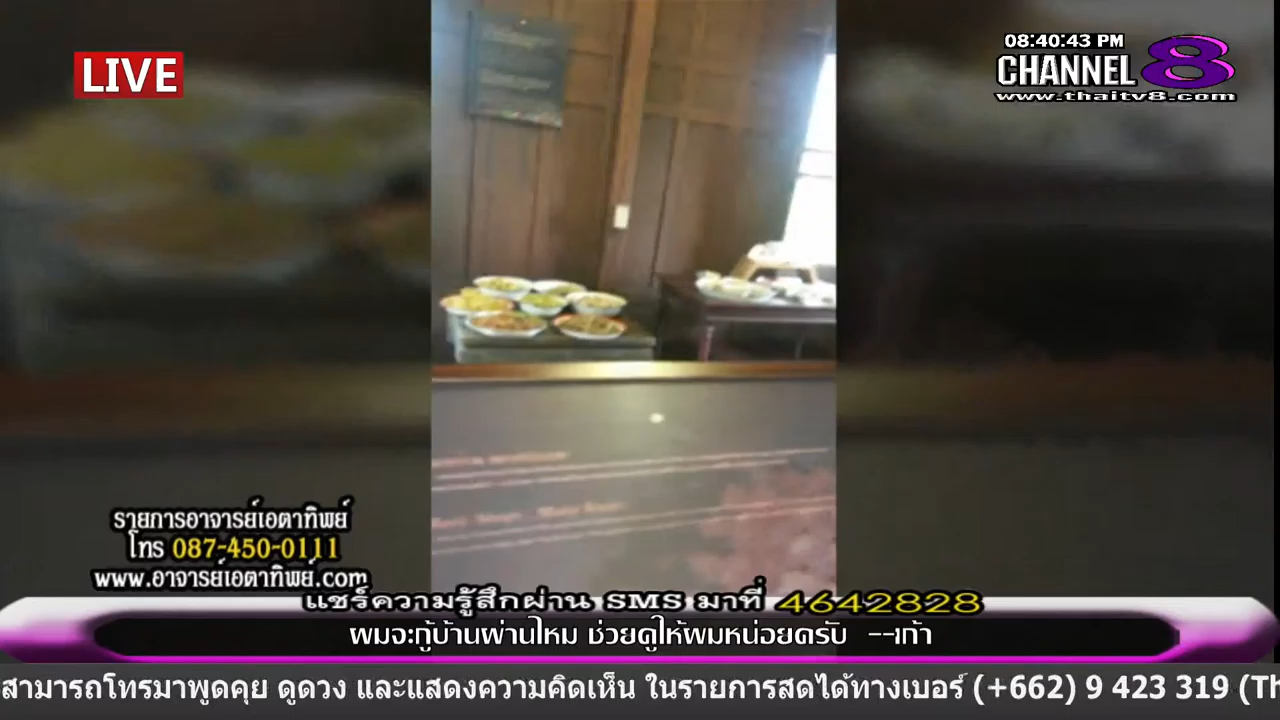 LIVE
08:40:43 PM
CHANNEL 8
www.thaitv8.com
รายการอาจารย์เอตาทิพย์
โทร 087-450-0111
www.อาจารย์เอตาทิพย์.com
แชร์ความรู้สึกผ่าน SMS มาที่ 4642828
ผมจะกู้บ้านผ่านไหม ช่วยดูให้ผมหน่อยครับ --เก้า
สามารถโทรมาพูดคุย ดูดวง และแสดงความคิดเห็น ในรายการสดได้ทางเบอร์ (+662) 9 423 319 (Th